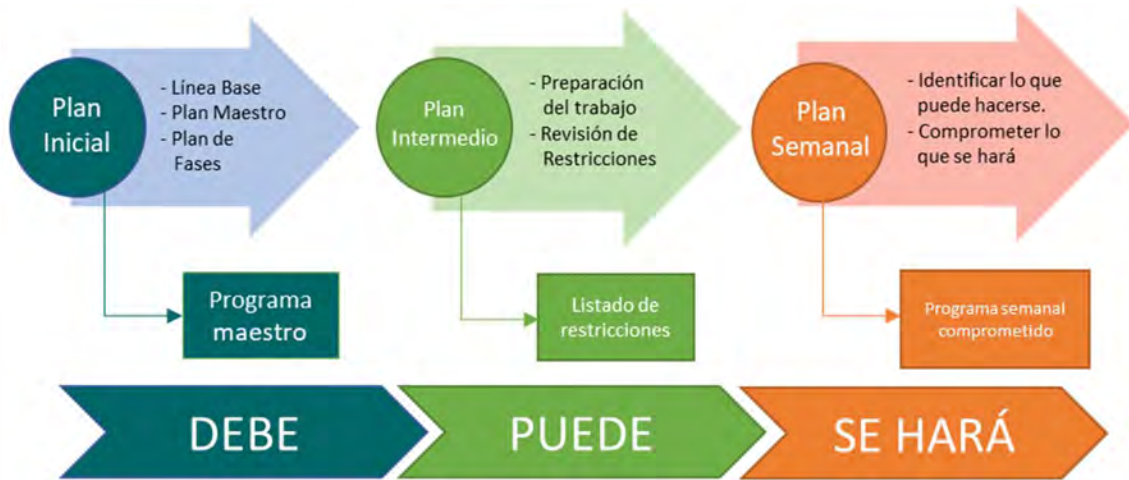 Plan
Inicial
- Línea Base
- Plan Maestro
- Plan de
Fases
Programa
maestro
Plan
Intermedio
- Preparación
del trabajo
- Revisión de
Restricciones
Listado de
restricciones
Plan
Semanal
- Identificar lo que
puede hacerse.
- Comprometer lo
que se hará
Programa semanal
comprometido
DEBE
PUEDE
SE HARÁ